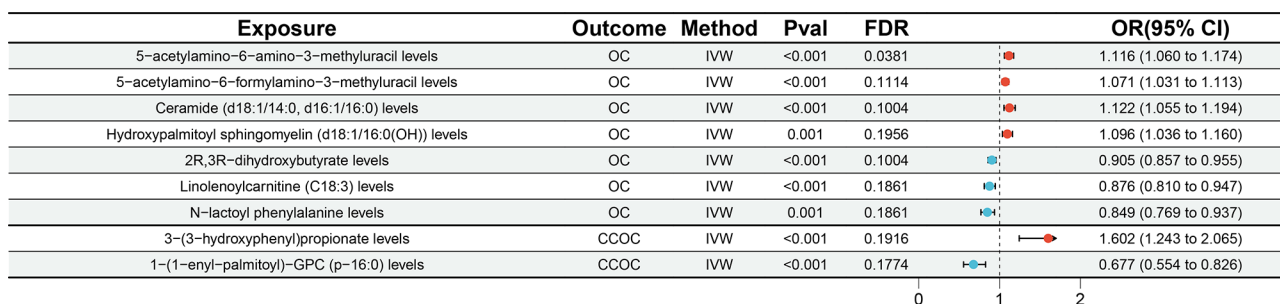 Exposure Outcome Method Pval FDR OR(95% CI)
5−acetylamino−6−amino−3−methyluracil levels OC IVW <0.001 0.0381 1.116 (1.060 to 1.174)
5−acetylamino−6−formylamino−3−methyluracil levels OC IVW <0.001 0.1114 1.071 (1.031 to 1.113)
Ceramide (d18:1/14:0, d16:1/16:0) levels OC IVW <0.001 0.1004 1.122 (1.055 to 1.194)
Hydroxypalmitoyl sphingomyelin (d18:1/16:0(OH)) levels OC IVW 0.001 0.1956 1.096 (1.036 to 1.160)
2R,3R−dihydroxybutyrate levels OC IVW <0.001 0.1004 0.905 (0.857 to 0.955)
Linolenoylcarnitine (C18:3) levels OC IVW <0.001 0.1861 0.876 (0.810 to 0.947)
N−lactoyl phenylalanine levels OC IVW 0.001 0.1861 0.849 (0.769 to 0.937)
3−(3−hydroxyphenyl)propionate levels CCOC IVW <0.001 0.1916 1.602 (1.243 to 2.065)
1−(1−enyl−palmitoyl)−GPC (p−16:0) levels CCOC IVW <0.001 0.1774 0.677 (0.554 to 0.826)
0 1 2